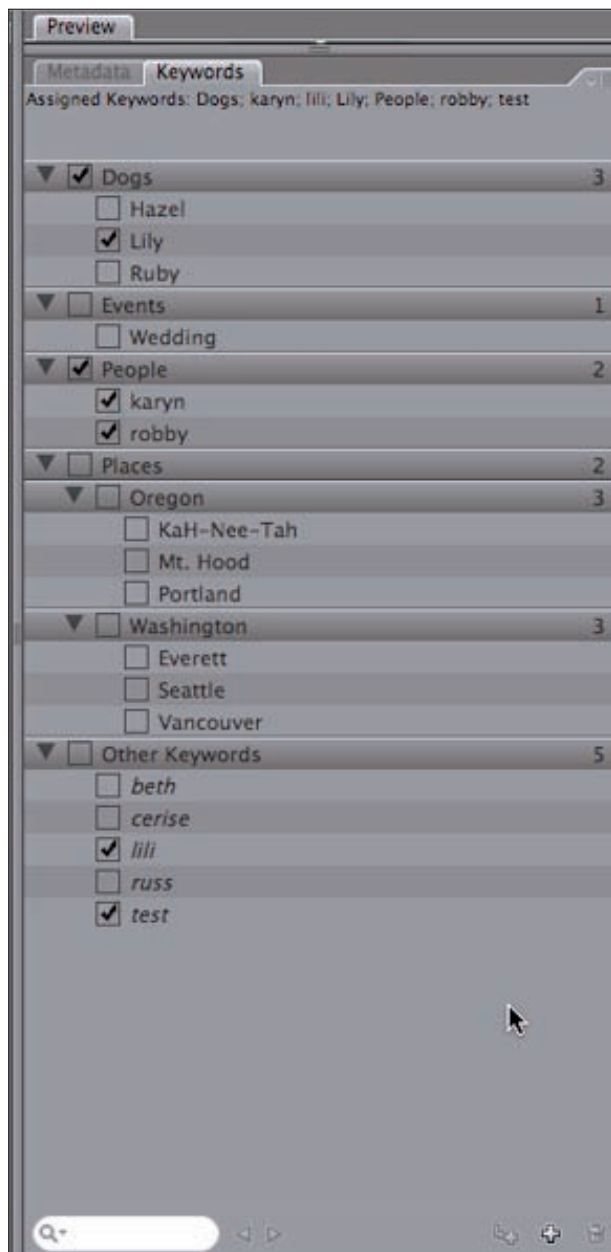 Preview
Metadata Keywords
Assigned Keywords: Dogs; karyn; lili; Lily; People; robby; test
Dogs 3
Hazel
Lily
Ruby
Events 1
Wedding
People 2
karyn
robby
Places 2
Oregon 3
KaH-Nee-Tah
Mt. Hood
Portland
Washington 3
Everett
Seattle
Vancouver
Other Keywords 5
beth
cerise
lili
russ
test